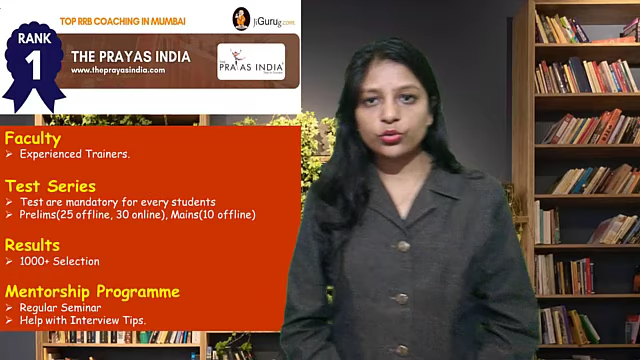 TOP RRB COACHING IN MUMBAI
JiGurug.com
RANK
1
THE PRAYAS INDIA
www.theprayasindia.com
THE
PRAYAS INDIA
Faculty
➢ Experienced Trainers.
Test Series
➢ Test are mandatory for every students
➢ Prelims(25 offline, 30 online), Mains(10 offline)
Results
➢ 1000+ Selection
Mentorship Programme
➢ Regular Seminar
➢ Help with Interview Tips.